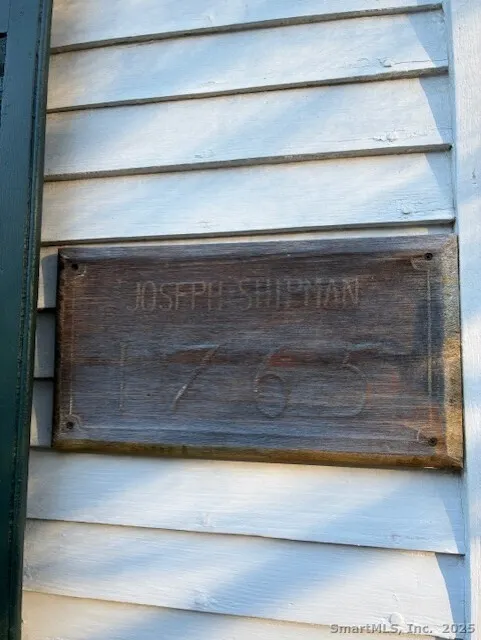 JOSEPH SHIPMAN
1765
SmartMLS, Inc. 2025